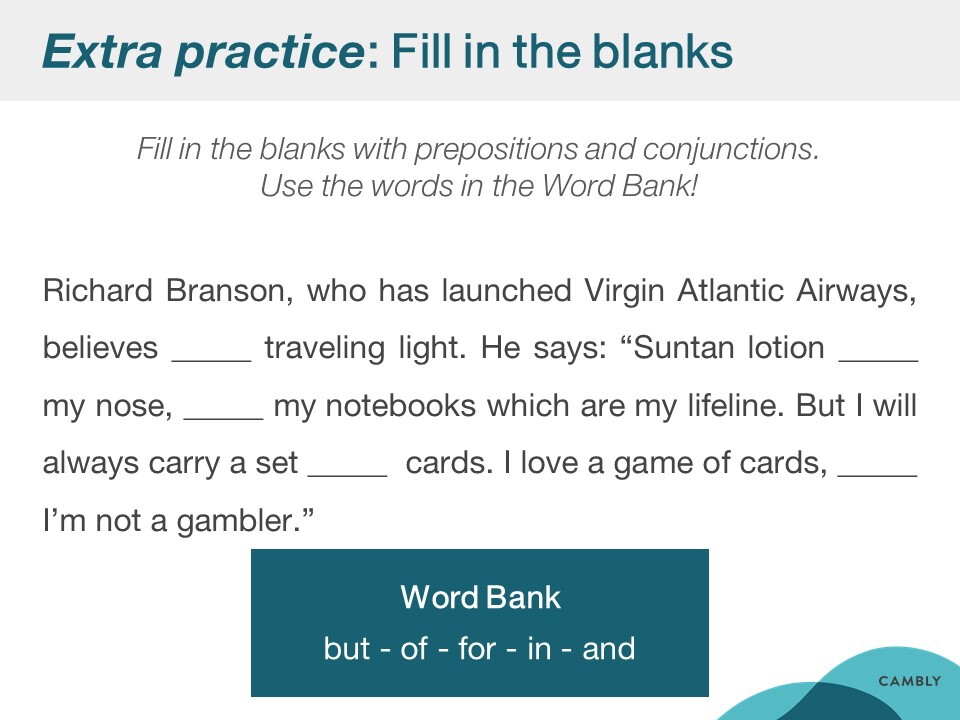 Extra practice: Fill in the blanks
Fill in the blanks with prepositions and conjunctions.
Use the words in the Word Bank!
Richard Branson, who has launched Virgin Atlantic Airways,
believes _____ traveling light. He says: “Suntan lotion _____
my nose, _____ my notebooks which are my lifeline. But I will
always carry a set _____ cards. I love a game of cards, _____
I’m not a gambler.”
Word Bank
but - of - for - in - and
CAMBLY